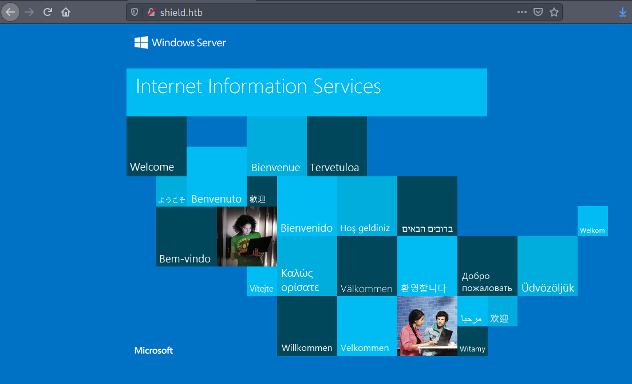 shield.htb
Windows Server
Internet Information Services
Welcome
Bienvenue
Tervetuloa
ようこそ
Benvenuto
歓迎
Bienvenido
Hoş geldiniz
ברוכים הבאים
Welkom
Bem-vindo
Vítejte
Καλώς
ορίσατε
Välkommen
환영합니다
Добро
пожаловать
Üdvözöljük
مرحبا
欢迎
Willkommen
Velkommen
Witamy
Microsoft